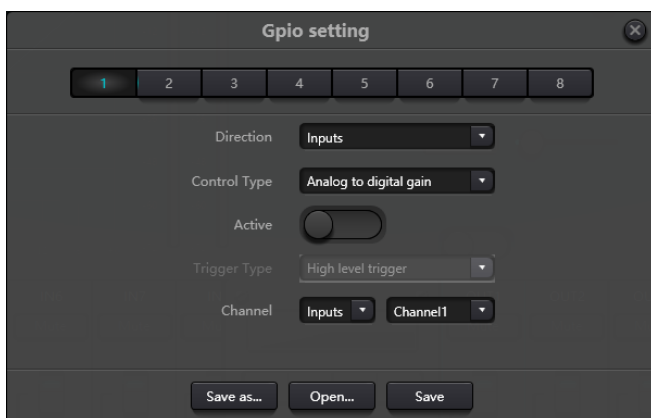 Gpio setting
1 2 3 4 5 6 7 8
Direction Inputs
Control Type Analog to digital gain
Active
Trigger Type High level trigger
Channel Inputs Channel1
Save as... Open... Save